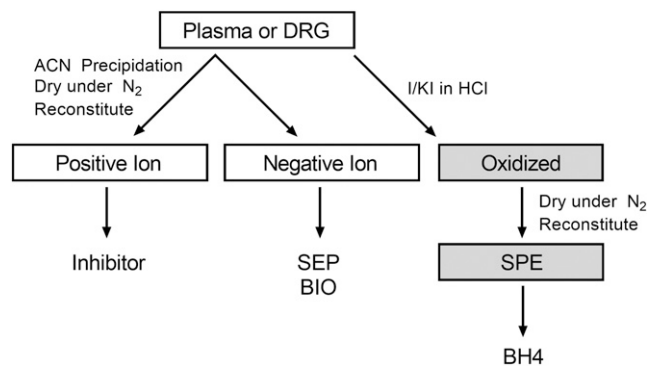 Plasma or DRG
ACN Precipidation
Dry under N₂
Reconstitute
I/KI in HCl
Positive Ion
Negative Ion
Oxidized
Dry under N₂
Reconstitute
Inhibitor
SEP
BIO
SPE
BH4